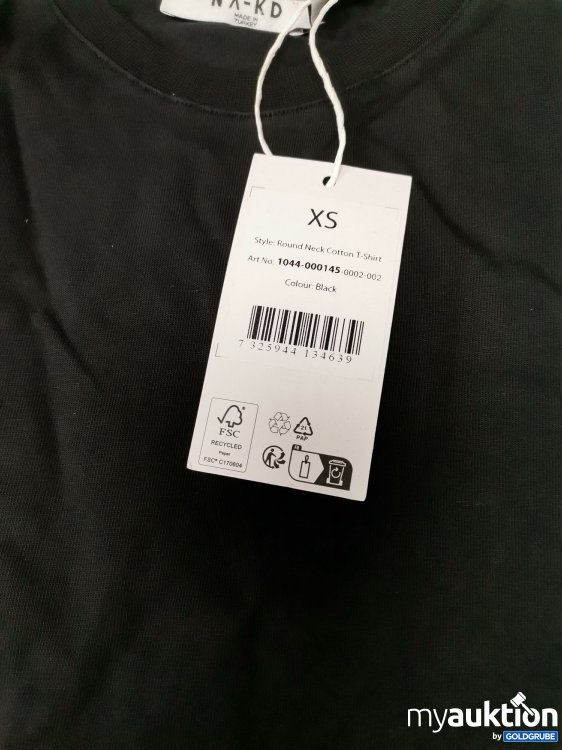 NA-KD
MADE IN
TURKEY
XS
Style: Round Neck Cotton T-Shirt
Art No: 1044-000145-0002-002
Colour: Black
7 325944 134639
FSC
RECYCLED
Paper
FSC® C170604
21
PAP
FR
myauktion
by GOLDGRUBE